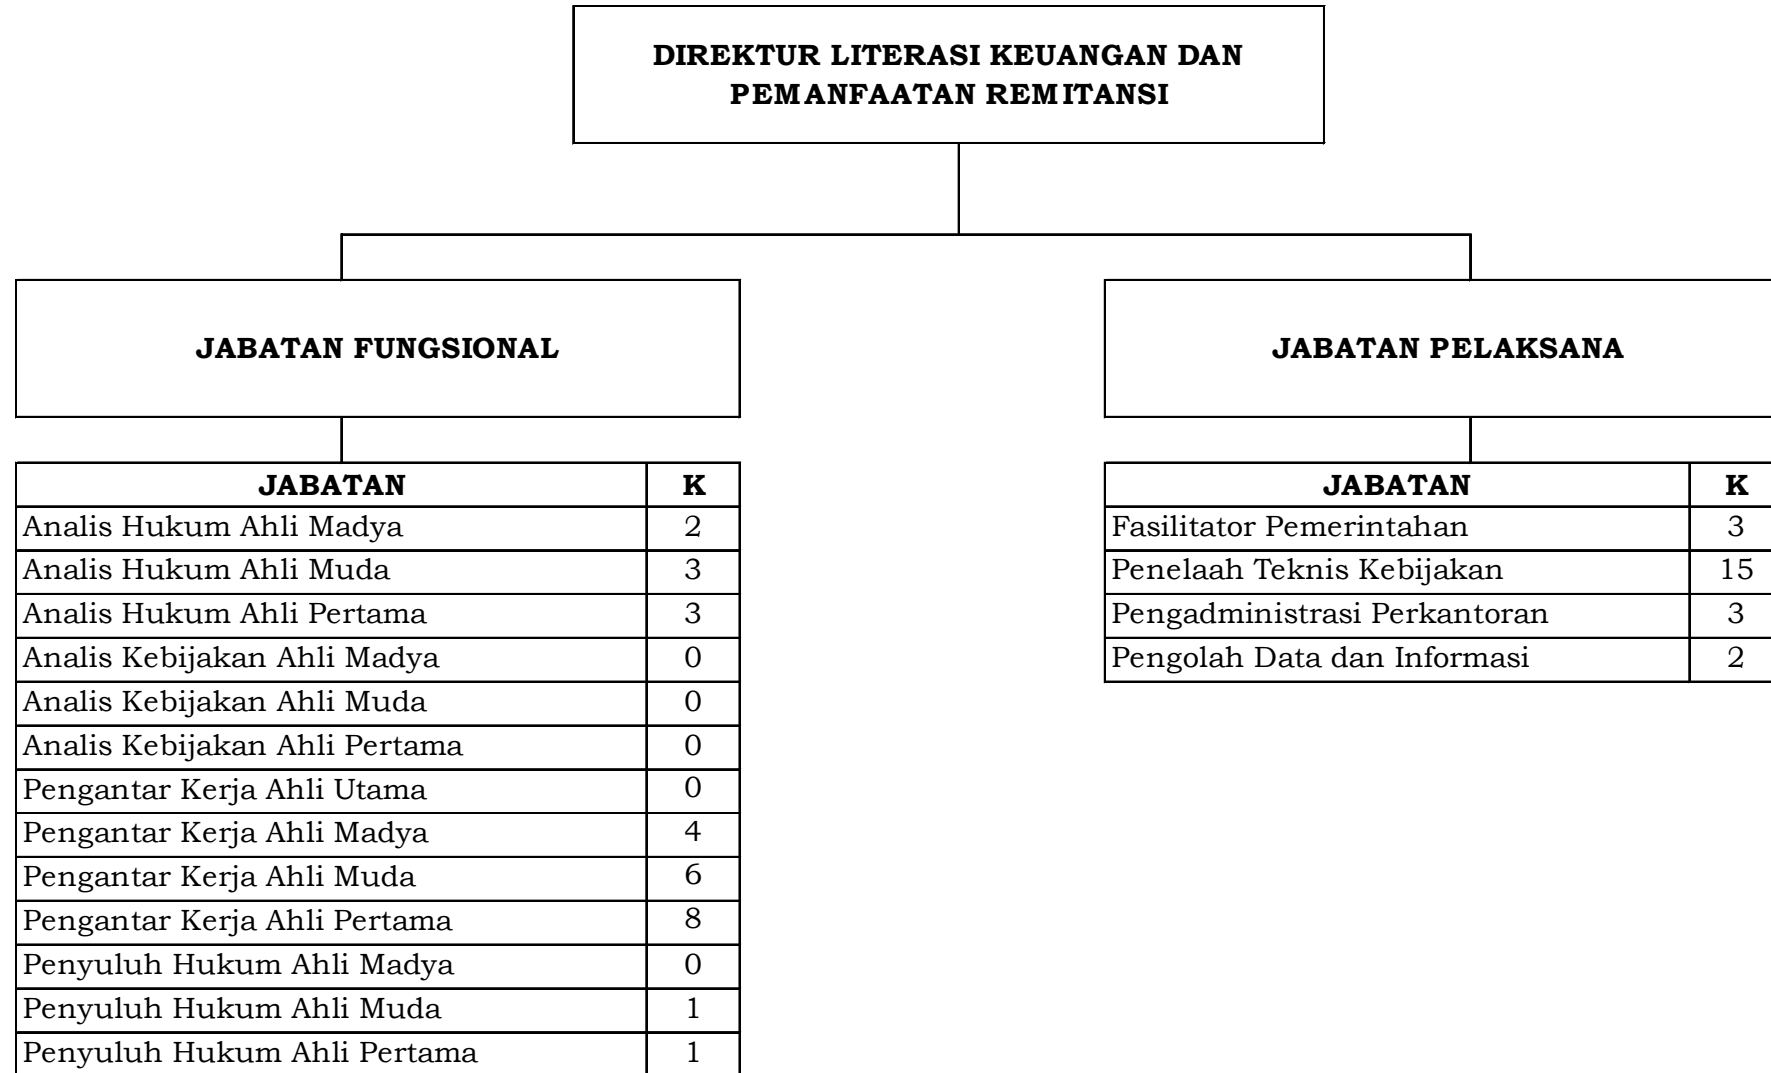 DIREKTUR LITERASI KEUANGAN DAN
PEMANFAATAN REMITANSI
JABATAN FUNGSIONAL
JABATAN K
Analis Hukum Ahli Madya 2
Analis Hukum Ahli Muda 3
Analis Hukum Ahli Pertama 3
Analis Kebijakan Ahli Madya 0
Analis Kebijakan Ahli Muda 0
Analis Kebijakan Ahli Pertama 0
Pengantar Kerja Ahli Utama 0
Pengantar Kerja Ahli Madya 4
Pengantar Kerja Ahli Muda 6
Pengantar Kerja Ahli Pertama 8
Penyuluh Hukum Ahli Madya 0
Penyuluh Hukum Ahli Muda 1
Penyuluh Hukum Ahli Pertama 1
JABATAN PELAKSANA
JABATAN K
Fasilitator Pemerintahan 3
Penelaah Teknis Kebijakan 15
Pengadministrasi Perkantoran 3
Pengolah Data dan Informasi 2